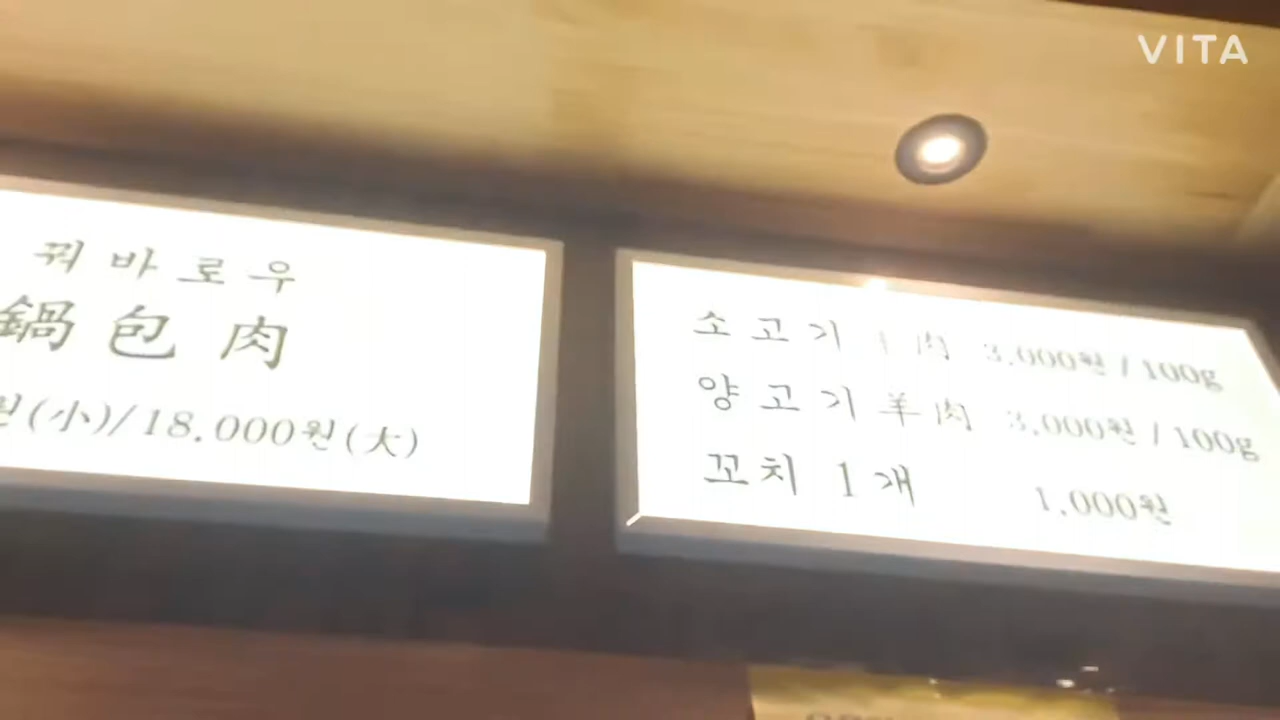 VITA
꿔바로우
鍋包肉
원(小)/18,000원(大)
소고기 牛肉 3,000원/100g
양고기 羊肉 3,000원/100g
꼬치 1개 1,000원